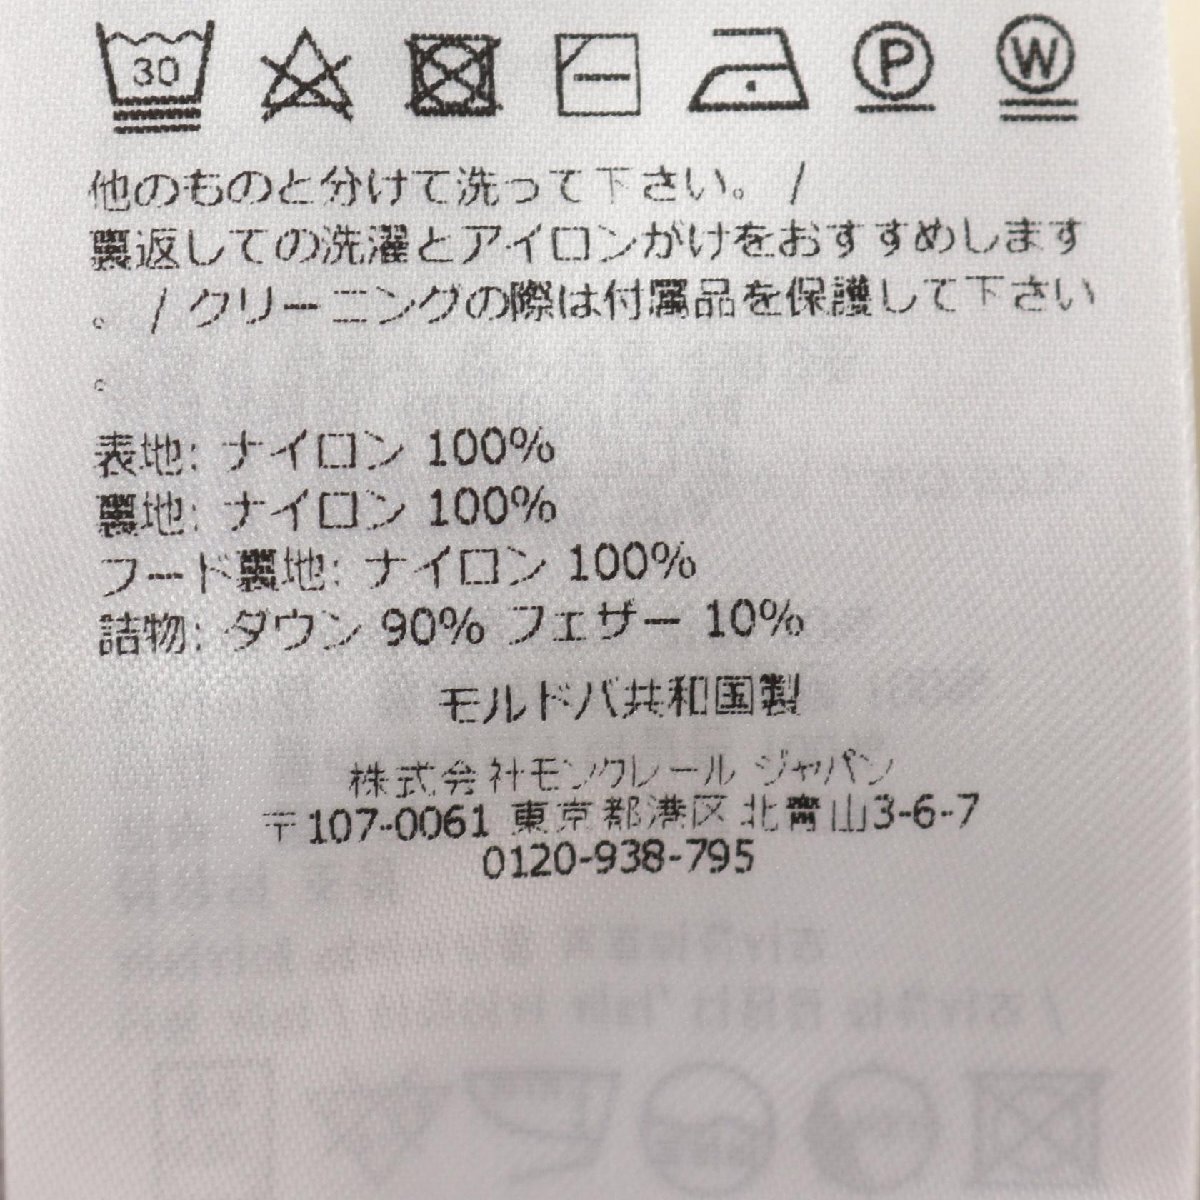 30 P W
他のものと分けて洗って下さい。 /
裏返しての洗濯とアイロンがけをおすすめします
。 / クリーニングの際は付属品を保護して下さい
。
表地: ナイロン 100%
裏地: ナイロン 100%
フード裏地: ナイロン 100%
詰物: ダウン 90% フェザー 10%
モルドバ共和国製
株式会社モンクレール ジャパン
〒107-0061 東京都港区北青山3-6-7
0120-938-795